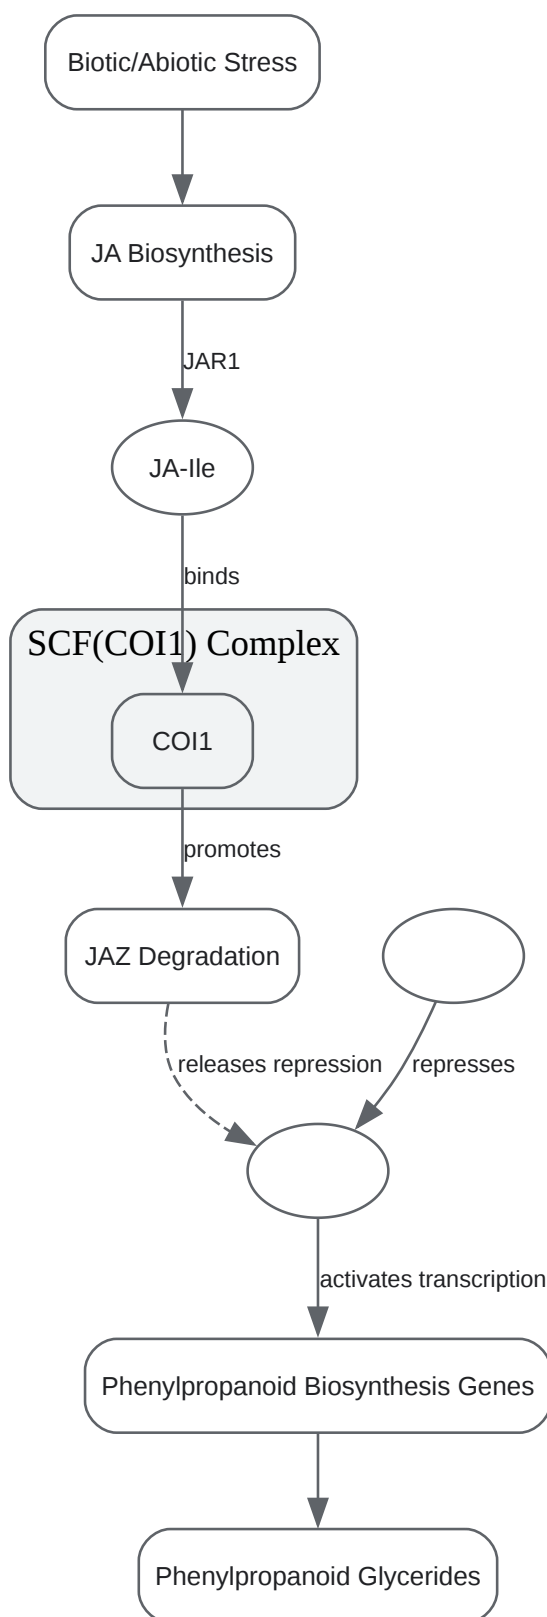 Biotic/Abiotic Stress
JA Biosynthesis
JAR1
JA-Ile
binds
SCF(COI1) Complex
COI1
promotes
JAZ Degradation
releases repression
represses
activates transcription
Phenylpropanoid Biosynthesis Genes
Phenylpropanoid Glycerides